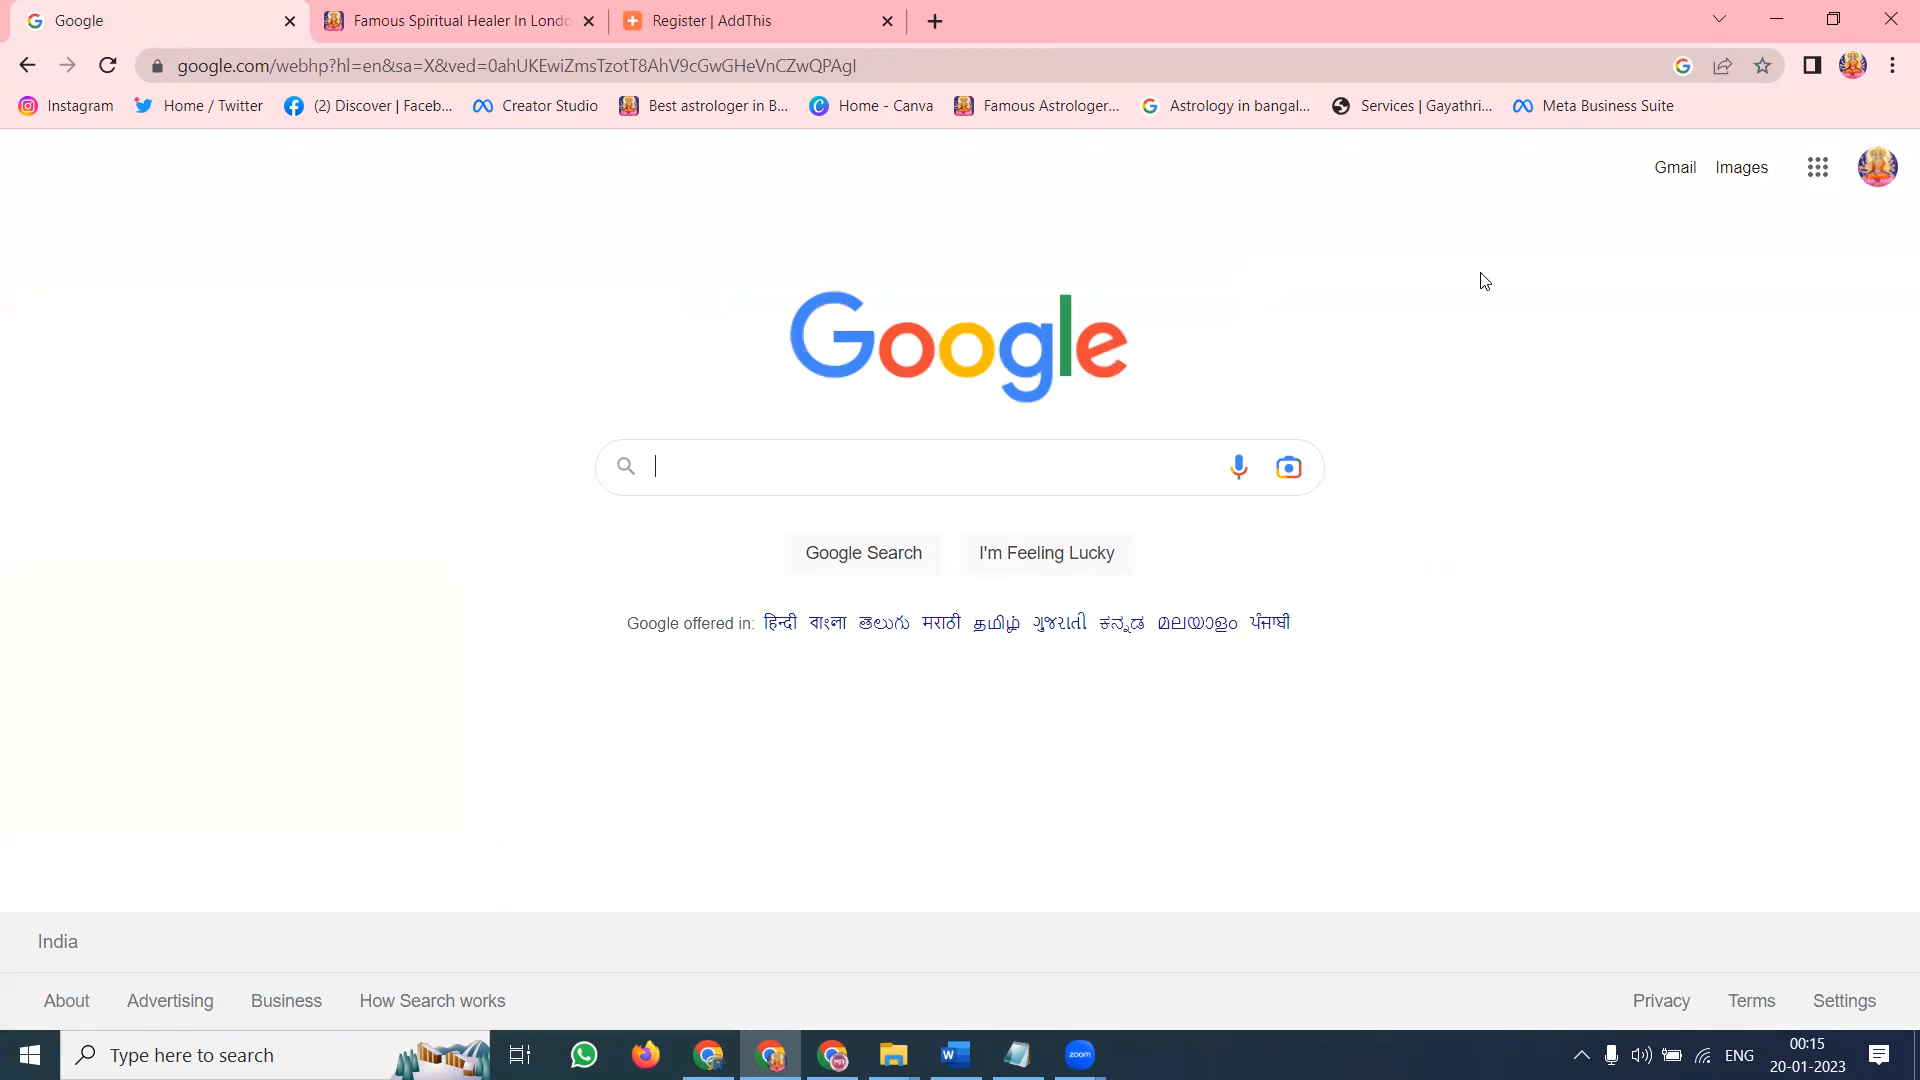 Google
Famous Spiritual Healer In Londo
Register | AddThis
google.com/webhp?hl=en&sa=X&ved=0ahUKEwiZmsTzotT8AhV9cGwGHeVnCZwQPAgI
Instagram
Home / Twitter
(2) Discover | Faceb...
Creator Studio
Best astrologer in B...
Home - Canva
Famous Astrologer...
Astrology in bangal...
Services | Gayathri...
Meta Business Suite
Gmail Images
Google
Google Search
I'm Feeling Lucky
Google offered in: हिन्दी বাংলা తెలుగు मराठी தமிழ் ગુજરાતી ಕನ್ನಡ മലയാളം ਪੰਜਾਬੀ
India
About Advertising Business How Search works
Privacy Terms Settings
Type here to search
W
zoom
ENG
00:15
20-01-2023